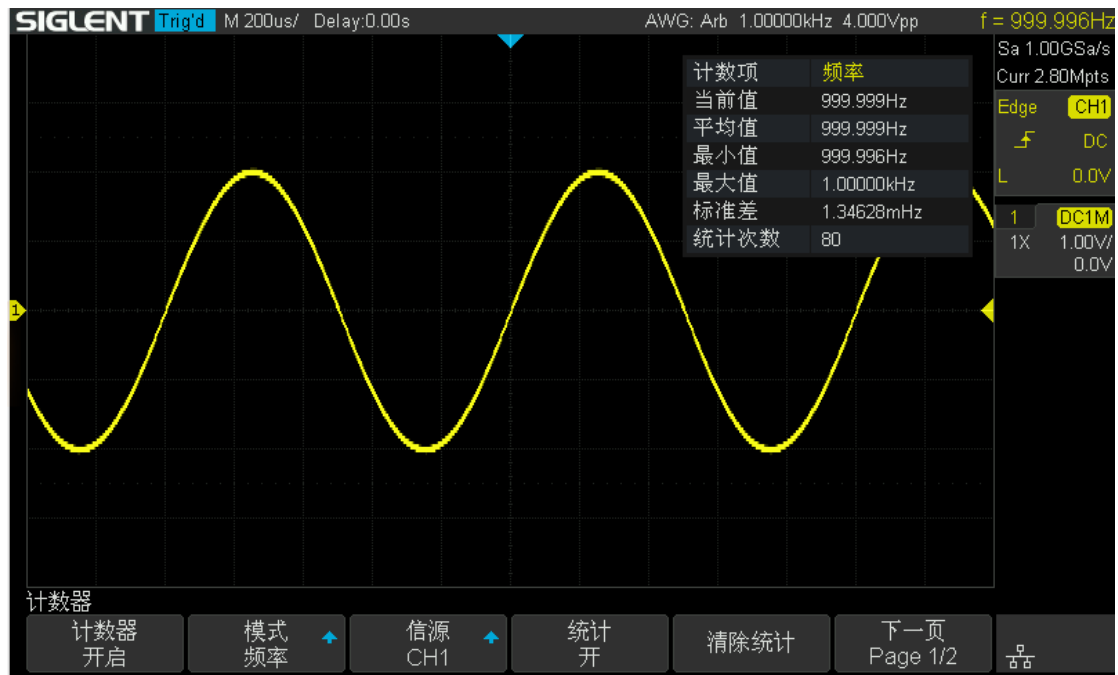 SIGLENT Trig'd M 200us/ Delay:0.00s AWG: Arb 1.00000kHz 4.000Vpp f = 999.996Hz
Sa 1.00GSa/s
Curr 2.80Mpts
计数项 频率
当前值 999.999Hz
平均值 999.999Hz
最小值 999.996Hz
最大值 1.00000kHz
标准差 1.34628mHz
统计次数 80
Edge CH1
DC
L 0.0V
1 DC1M
1X 1.00V/
0.0V
1
计数器
计数器 模式 信源 统计 清除统计 下一页
开启 频率 CH1 开 Page 1/2